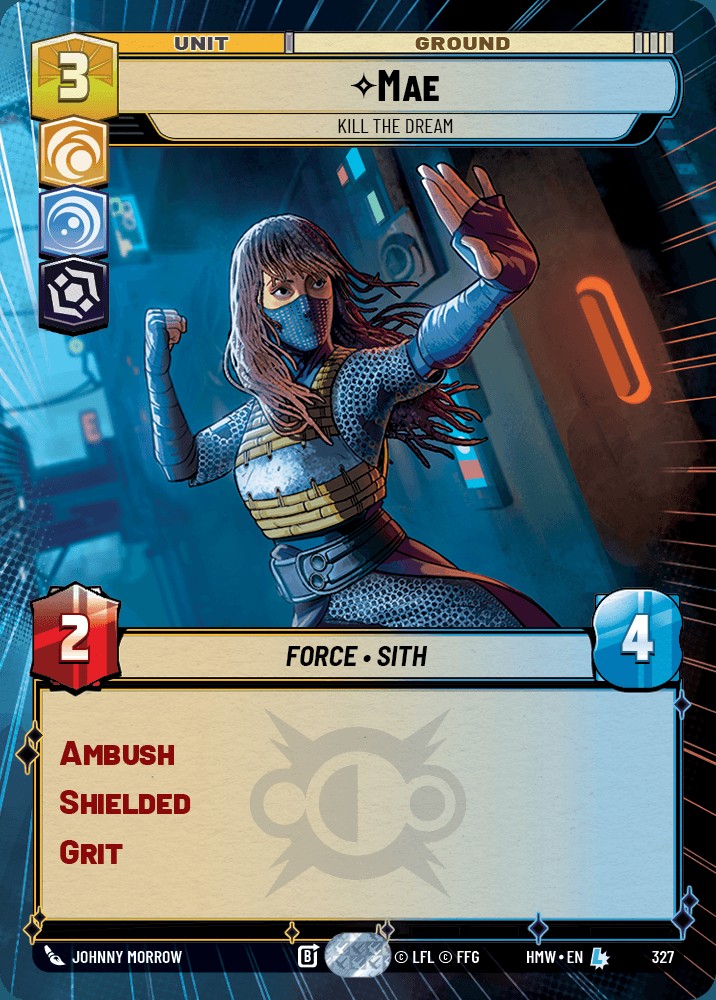 UNIT GROUND
3
MAE
KILL THE DREAM
2
FORCE • SITH
4
AMBUSH
SHIELDED
GRIT
JOHNNY MORROW B © LFL © FFG HMW • EN L 327